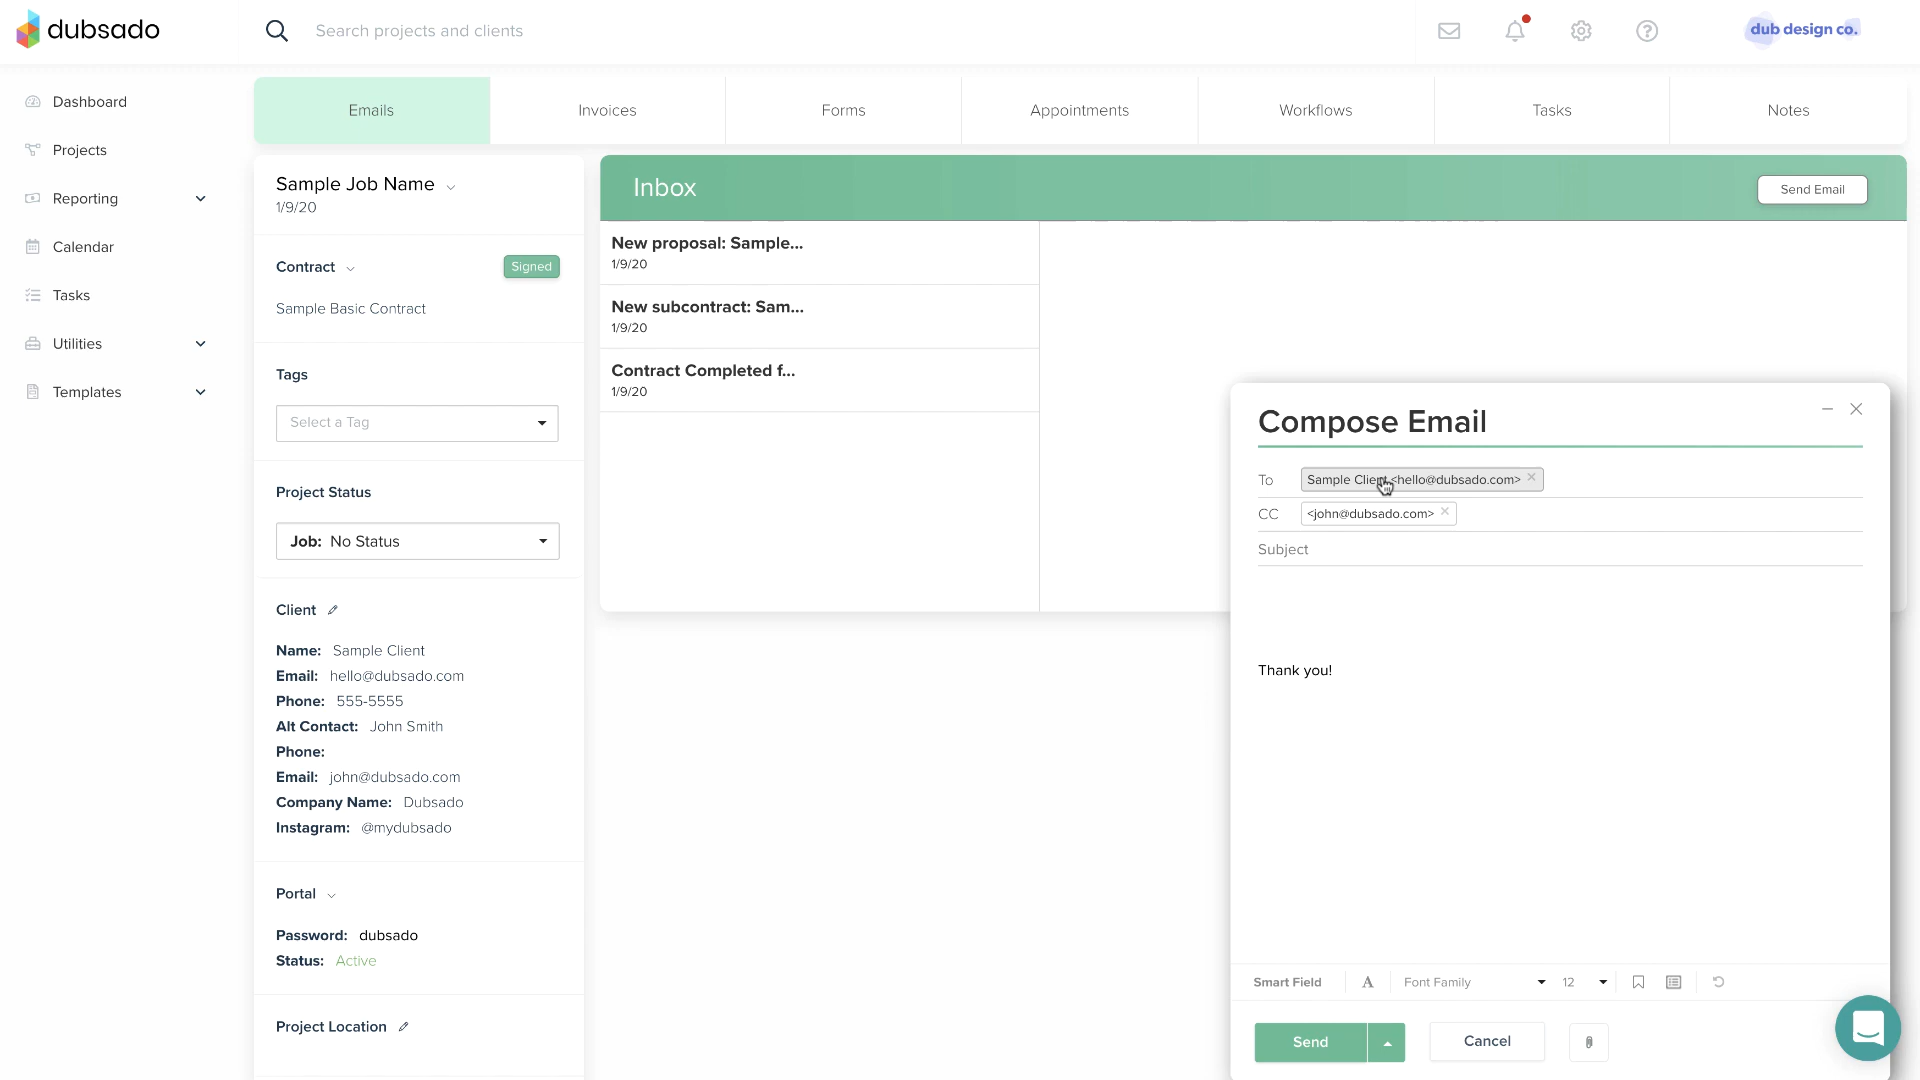 dubsado
Search projects and clients
dub design co.
Dashboard
Projects
Reporting
Calendar
Tasks
Utilities
Templates
Emails
Invoices
Forms
Appointments
Workflows
Tasks
Notes
Sample Job Name
1/9/20
Contract
Signed
Sample Basic Contract
Tags
Select a Tag
Project Status
Job: No Status
Client
Name: Sample Client
Email: hello@dubsado.com
Phone: 555-5555
Alt Contact: John Smith
Phone:
Email: john@dubsado.com
Company Name: Dubsado
Instagram: @mydubsado
Portal
Password: dubsado
Status: Active
Project Location
Inbox
Send Email
New proposal: Sample...
1/9/20
New subcontract: Sam...
1/9/20
Contract Completed f...
1/9/20
Compose Email
To Sample Client <hello@dubsado.com>
CC <john@dubsado.com>
Subject
Thank you!
Smart Field
A
Font Family
12
Send
Cancel